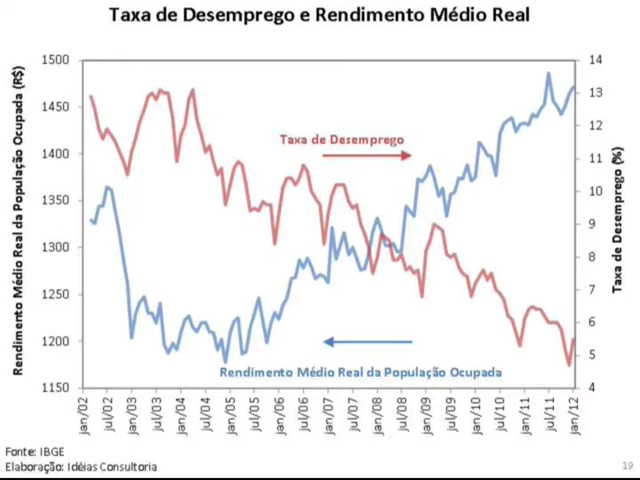 Taxa de Desemprego e Rendimento Médio Real
Rendimento Médio Real da População Ocupada (R$)
1500
1450
1400
1350
1300
1250
1200
1150
Taxa de Desemprego
Rendimento Médio Real da População Ocupada
14
13
12
11
10
9
8
7
6
5
4
Taxa de Desemprego (%)
jan/02
jul/02
jan/03
jul/03
jan/04
jul/04
jan/05
jul/05
jan/06
jul/06
jan/07
jul/07
jan/08
jul/08
jan/09
jul/09
jan/10
jul/10
jan/11
jul/11
jan/12
Fonte: IBGE
Elaboração: Idéias Consultoria
19